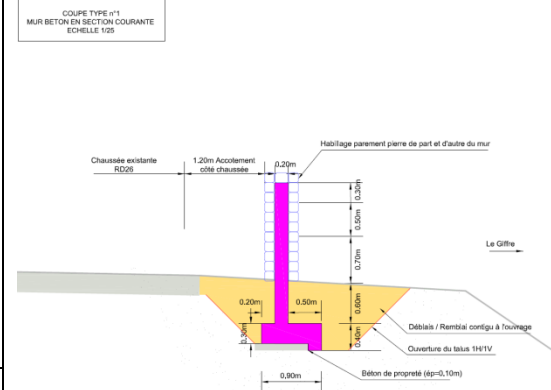 COUPE TYPE n°1
MUR BETON EN SECTION COURANTE
ECHELLE 1/25
Habillage parement pierre de part et d'autre du mur
Chaussée existante
RD26
1.20m Accotement
côté chaussée
0.20m
0.30m
0.50m
0.70m
Le Giffre
0.60m
0.20m
0.50m
0.30m
0.40m
Déblais / Remblai contigu à l'ouvrage
Ouverture du talus 1H/1V
Béton de propreté (ép=0,10m)
0,90m